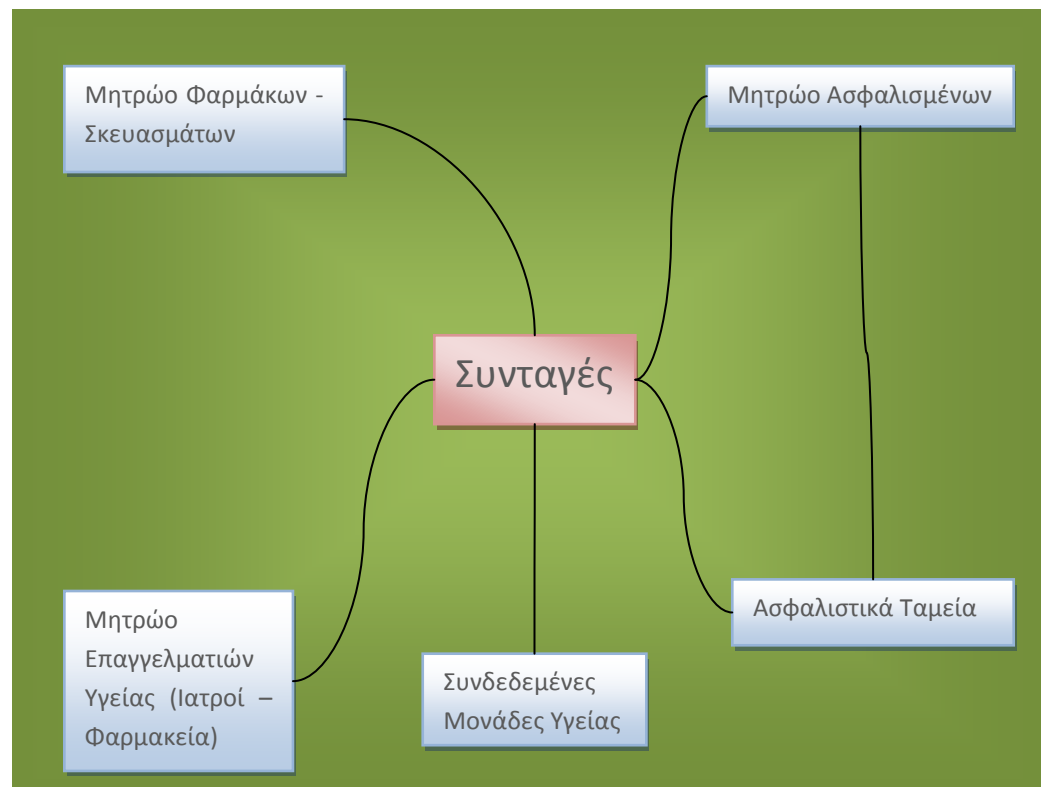 Μητρώο Φαρμάκων -
Σκευασμάτων
Μητρώο Ασφαλισμένων
Συνταγές
Μητρώο
Επαγγελματιών
Υγείας (Ιατροί –
Φαρμακεία)
Συνδεδεμένες
Μονάδες Υγείας
Ασφαλιστικά Ταμεία